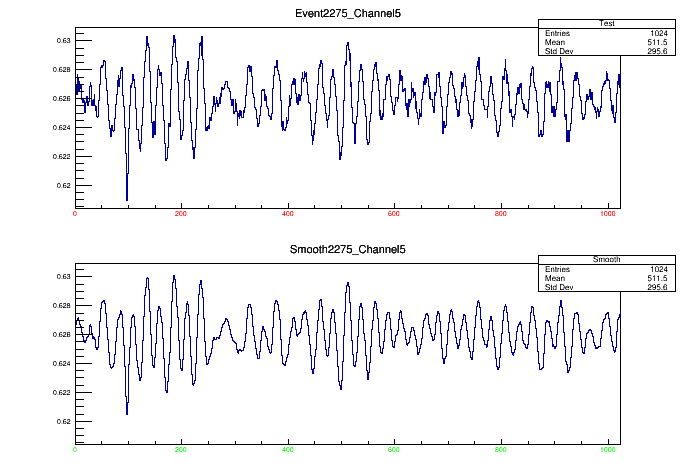 Event2275_Channel5
Test
Entries 1024
Mean 511.5
Std Dev 295.6
0.63
0.628
0.626
0.624
0.622
0.62
0 200 400 600 800 1000
Smooth2275_Channel5
Smooth
Entries 1024
Mean 511.5
Std Dev 295.6
0.63
0.628
0.626
0.624
0.622
0.62
0 200 400 600 800 1000